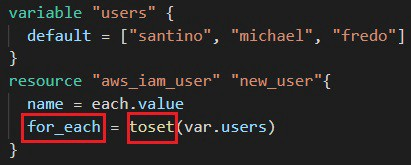 variable "users" {
default = ["santino", "michael", "fredo"]
}
resource "aws_iam_user" "new_user"{
name = each.value
for_each = toset(var.users)
}